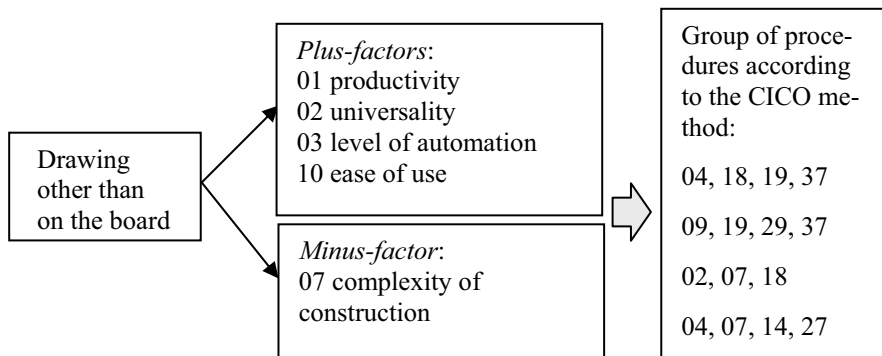 Drawing
other than
on the board
Plus-factors:
01 productivity
02 universality
03 level of automation
10 ease of use
Minus-factor:
07 complexity of
construction
Group of proce-
dures according
to the CICO me-
thod:
04, 18, 19, 37
09, 19, 29, 37
02, 07, 18
04, 07, 14, 27